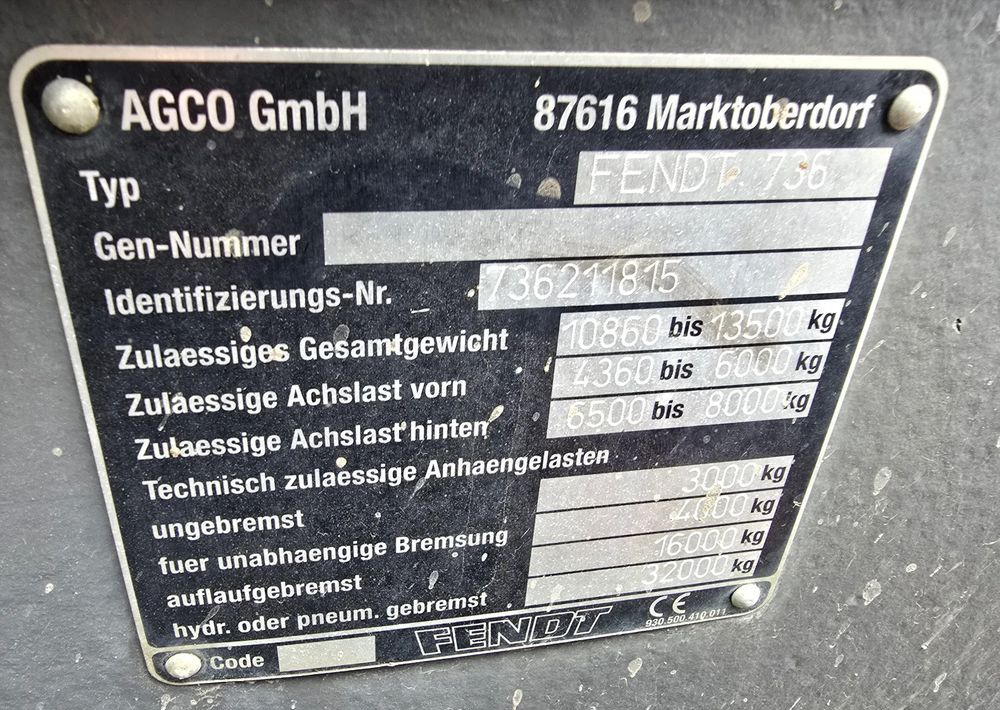 AGCO GmbH 87616 Marktoberdorf
Typ FENDT 736
Gen-Nummer
Identifizierungs-Nr. 736211815
Zulaessiges Gesamtgewicht 10860 bis 13500 kg
Zulaessige Achslast vorn 4360 bis 6000 kg
Zulaessige Achslast hinten 6500 bis 8000 kg
Technisch zulaessige Anhaengelasten
ungebremst 3000 kg
fuer unabhaengige Bremsung 4000 kg
auflaufgebremst 16000 kg
hydr. oder pneum. gebremst 32000 kg
Code FENDT CE 930.500.410.011